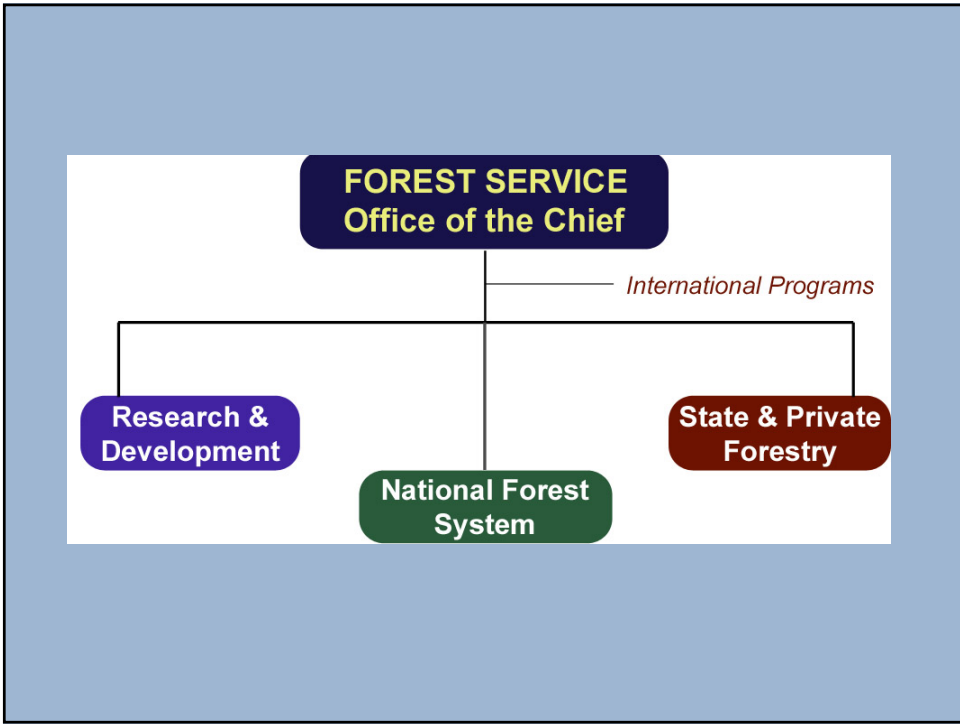 FOREST SERVICE
Office of the Chief
International Programs
Research &
Development
State & Private
Forestry
National Forest
System